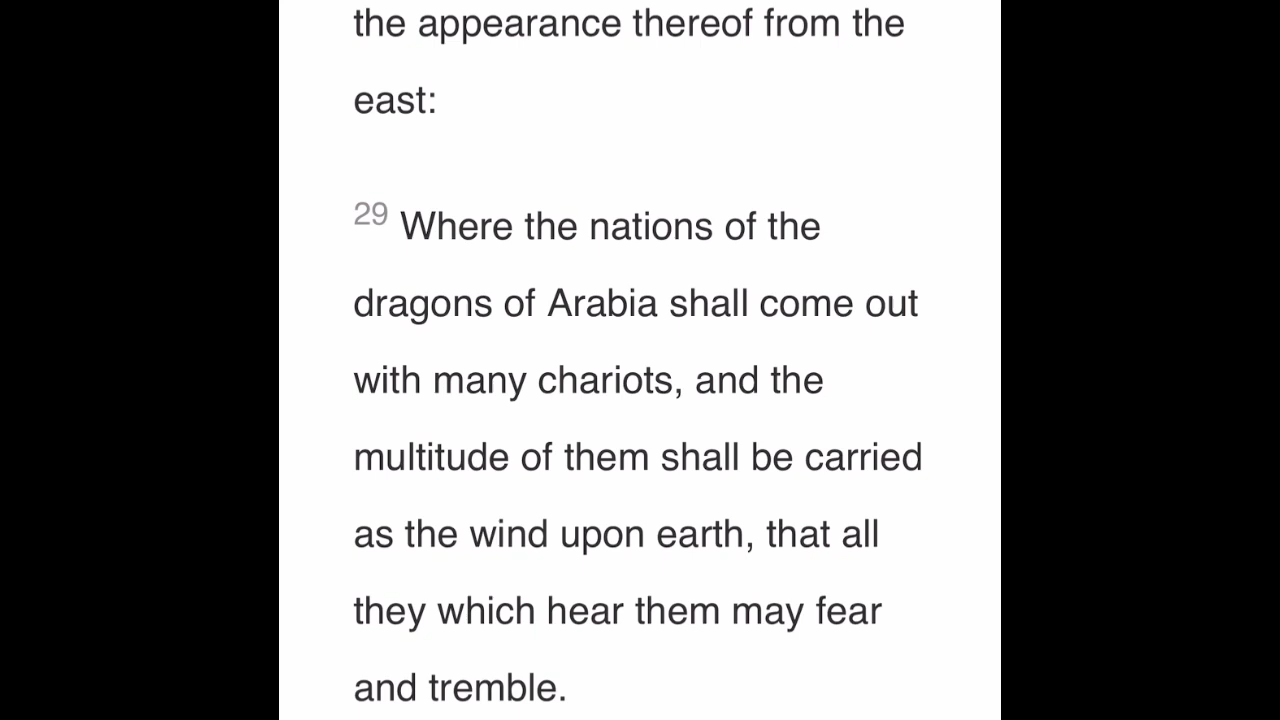 the appearance thereof from the
east:
29 Where the nations of the
dragons of Arabia shall come out
with many chariots, and the
multitude of them shall be carried
as the wind upon earth, that all
they which hear them may fear
and tremble.